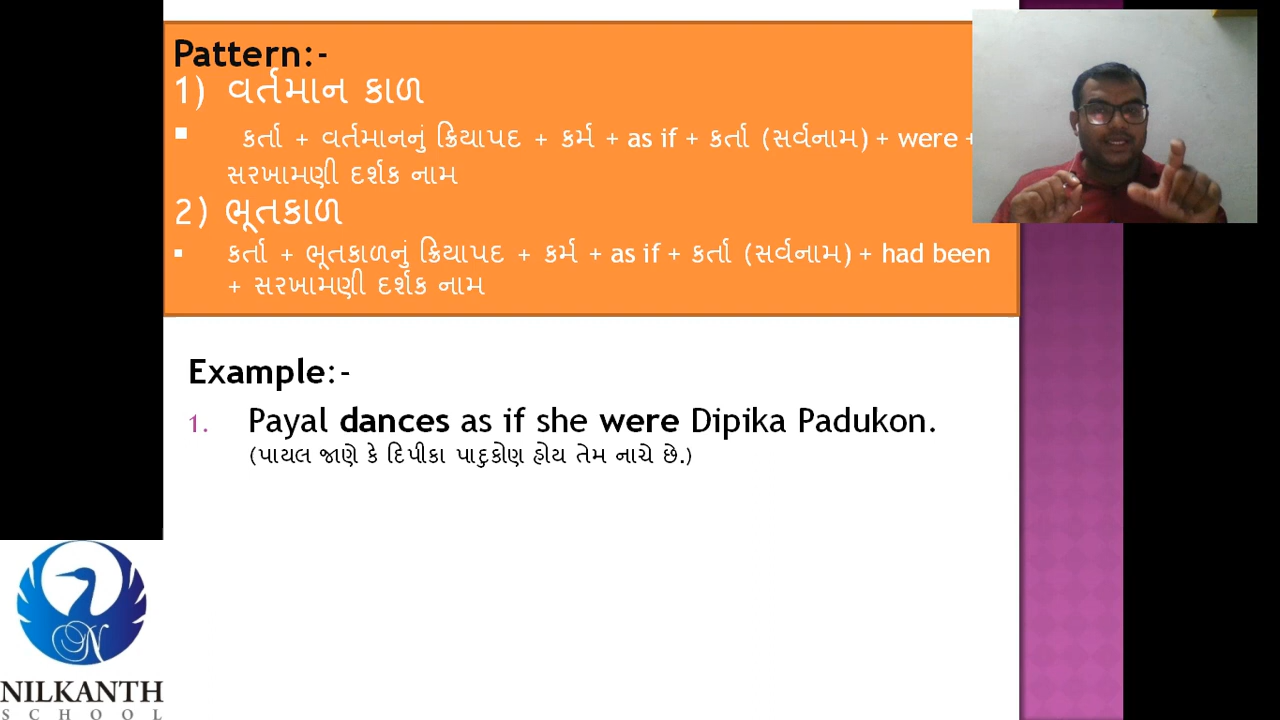 Pattern:-
1) વર્તમાન કાળ
▪ કર્તા + વર્તમાનનું ક્રિયાપદ + કર્મ + as if + કર્તા (સર્વનામ) + were +
સરખામણી દર્શક નામ
2) ભૂતકાળ
▪ કર્તા + ભૂતકાળનું ક્રિયાપદ + કર્મ + as if + કર્તા (સર્વનામ) + had been
+ સરખામણી દર્શક નામ
Example:-
1. Payal dances as if she were Dipika Padukon.
(પાયલ જાણે કે દિપીકા પાદુકોણ હોય તેમ નાચે છે.)
N
NILKANTH
SCHOOL